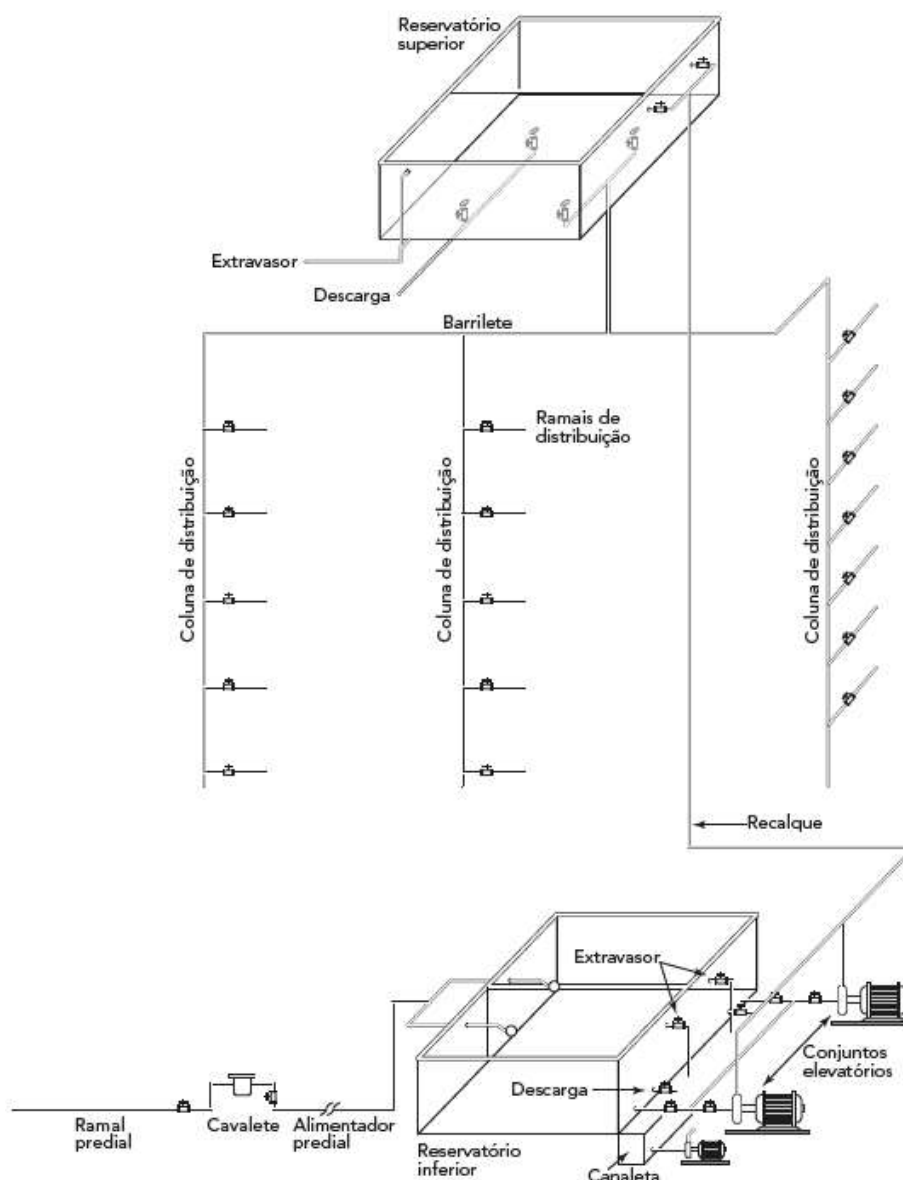 Reservatório
superior
Extravasor
Descarga
Barrilete
Ramais de
distribuição
Coluna de distribuição
Coluna de distribuição
Coluna de distribuição
Recalque
Extravasor
Conjuntos
elevatórios
Descarga
Ramal
predial
Cavalete
Alimentador
predial
Reservatório
inferior
Canaleta